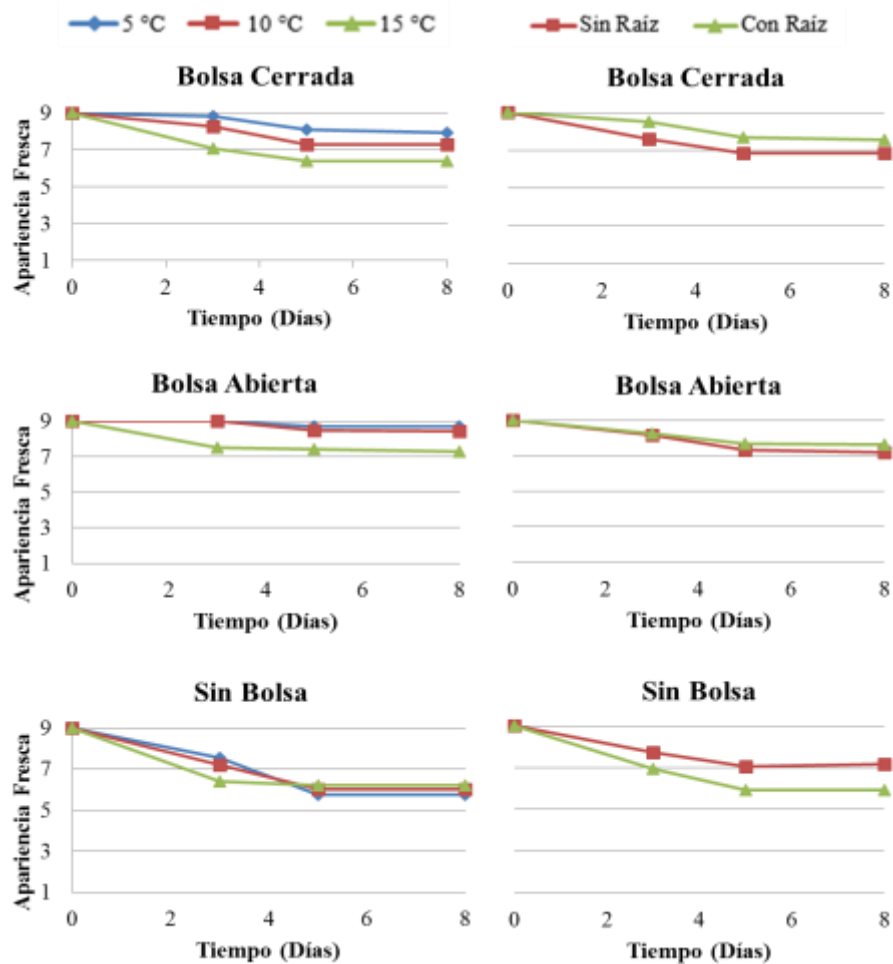 5 °C 10 °C 15 °C
Sin Raíz Con Raíz
Bolsa Cerrada
Bolsa Cerrada
Apariencia Fresca
9
7
5
3
1
0 2 4 6 8
Tiempo (Días)
0 2 4 6 8
Tiempo (Días)
Bolsa Abierta
Bolsa Abierta
Apariencia Fresca
9
7
5
3
1
0 2 4 6 8
Tiempo (Días)
0 2 4 6 8
Tiempo (Días)
Sin Bolsa
Sin Bolsa
Apariencia Fresca
9
7
5
3
1
0 2 4 6 8
Tiempo (Días)
0 2 4 6 8
Tiempo (Días)